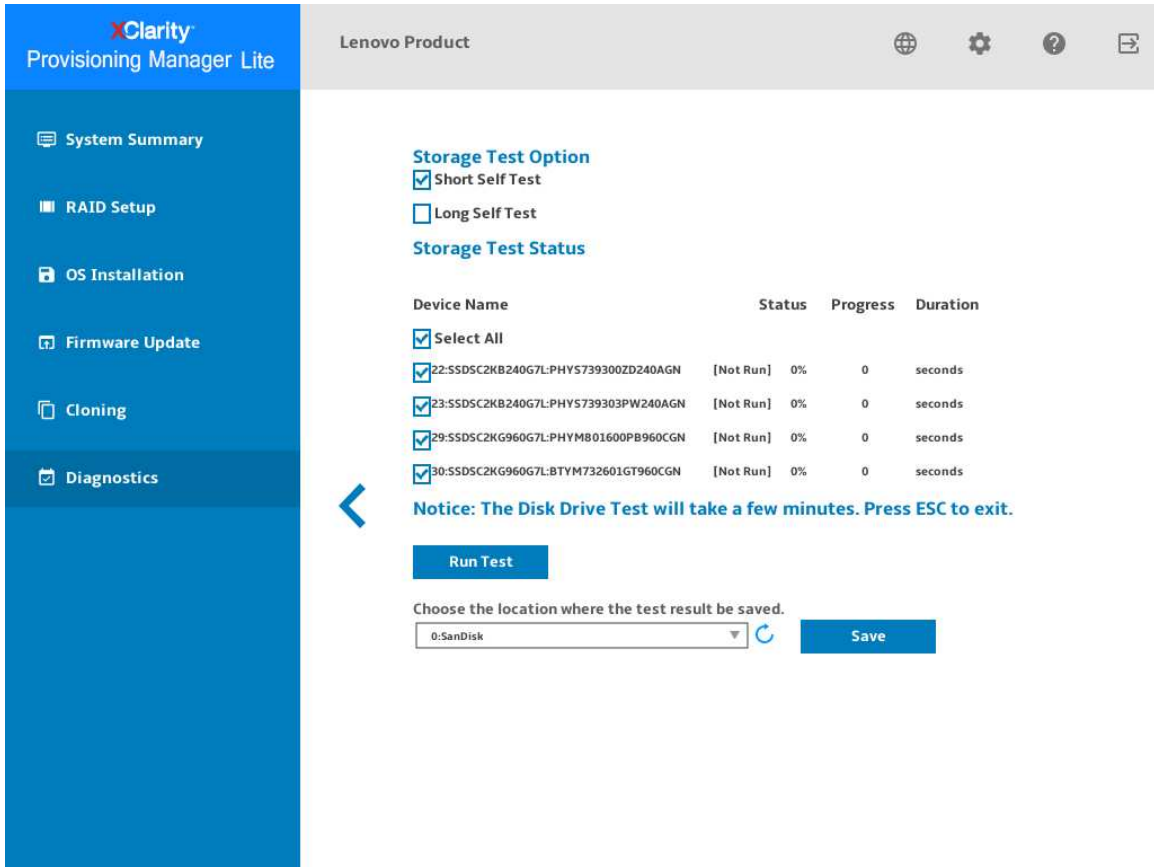 XClarity
Provisioning Manager Lite
Lenovo Product
System Summary
RAID Setup
OS Installation
Firmware Update
Cloning
Diagnostics
Storage Test Option
Short Self Test
Long Self Test
Storage Test Status
Device Name Status Progress Duration
Select All
22:SSDSC2KB240G7L:PHYS739300ZD240AGN [Not Run] 0% 0 seconds
23:SSDSC2KB240G7L:PHYS739303PW240AGN [Not Run] 0% 0 seconds
29:SSDSC2KG960G7L:PHYM801600PB960CGN [Not Run] 0% 0 seconds
30:SSDSC2KG960G7L:BTYM732601GT960CGN [Not Run] 0% 0 seconds
Notice: The Disk Drive Test will take a few minutes. Press ESC to exit.
Run Test
Choose the location where the test result be saved.
0:SanDisk
Save